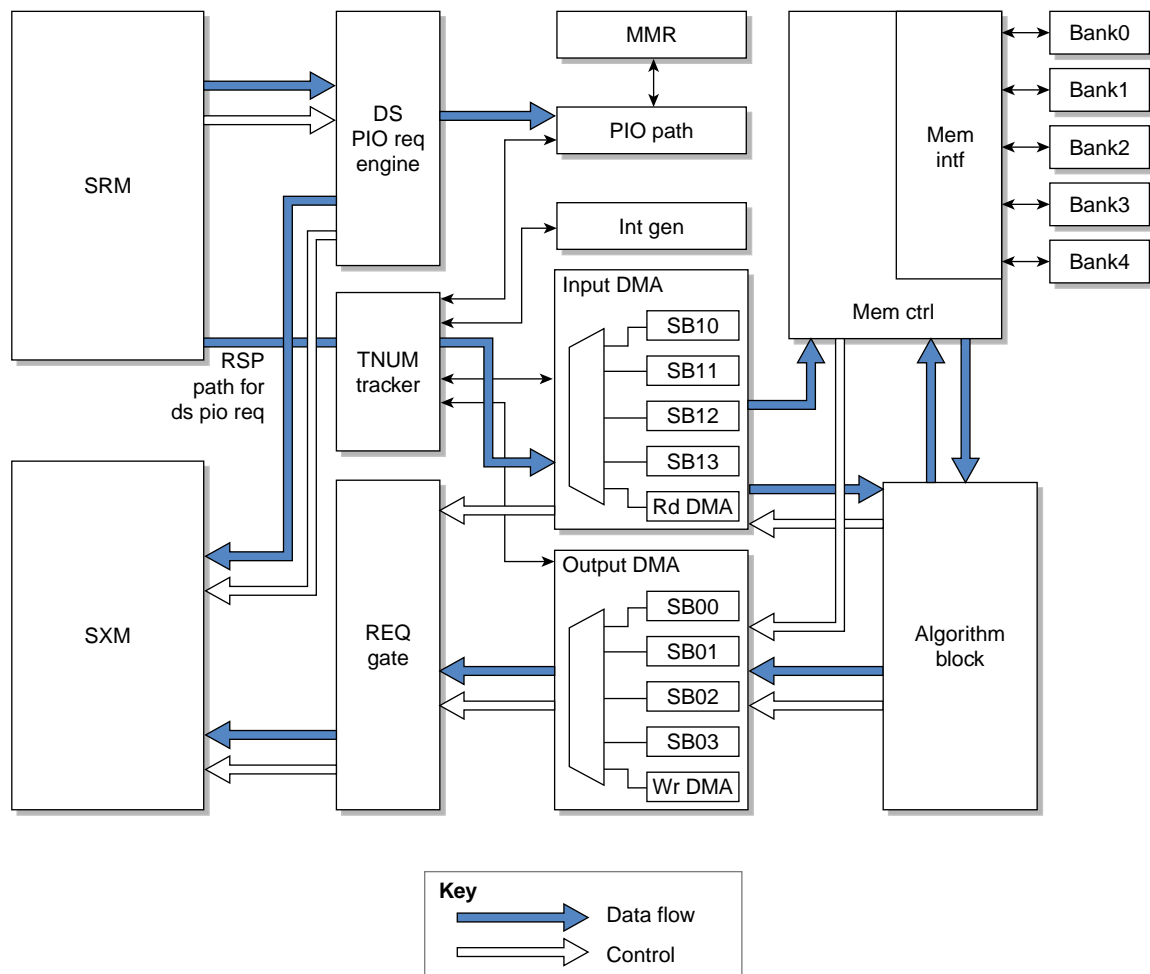 SRM
DS
PIO req
engine
MMR
PIO path
Int gen
Mem
intf
Mem ctrl
Bank0
Bank1
Bank2
Bank3
Bank4
RSP
path for
ds pio req
TNUM
tracker
Input DMA
SB10
SB11
SB12
SB13
Rd DMA
SXM
REQ
gate
Output DMA
SB00
SB01
SB02
SB03
Wr DMA
Algorithm
block
Key
Data flow
Control